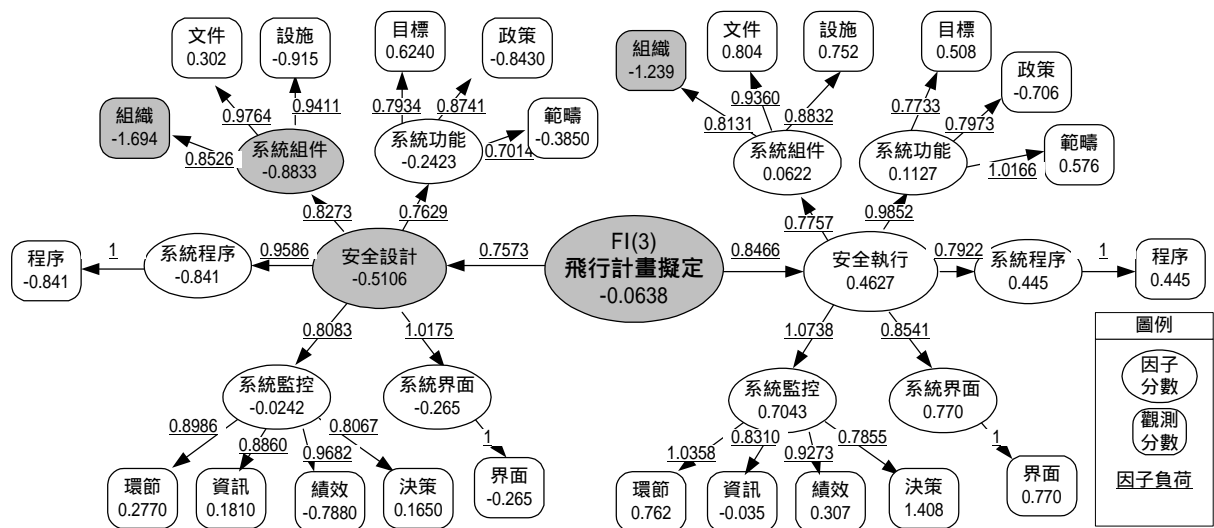 文件
0.302
設施
-0.915
目標
0.6240
政策
-0.8430
組織
-1.694
0.9764
0.9411
0.8526
系統組件
-0.8833
0.7934
0.8741
系統功能
-0.2423
0.7014
範疇
-0.3850
0.8273
0.7629
程序
-0.841
1
系統程序
-0.841
0.9586
安全設計
-0.5106
0.7573
FI(3)
飛行計畫擬定
-0.0638
0.8083
1.0175
系統監控
-0.0242
系統界面
-0.265
0.8986
0.8860
0.9682
0.8067
1
環節
0.2770
資訊
0.1810
績效
-0.7880
決策
0.1650
界面
-0.265
組織
-1.239
文件
0.804
設施
0.752
目標
0.508
政策
-0.706
0.8131
0.9360
0.8832
系統組件
0.0622
0.7733
0.7973
系統功能
0.1127
1.0166
範疇
0.576
0.7757
0.9852
0.8466
安全執行
0.4627
0.7922
系統程序
0.445
1
程序
0.445
1.0738
0.8541
系統監控
0.7043
系統界面
0.770
1.0358
0.8310
0.9273
0.7855
1
環節
0.762
資訊
-0.035
績效
0.307
決策
1.408
界面
0.770
圖例
因子
分數
觀測
分數
因子負荷